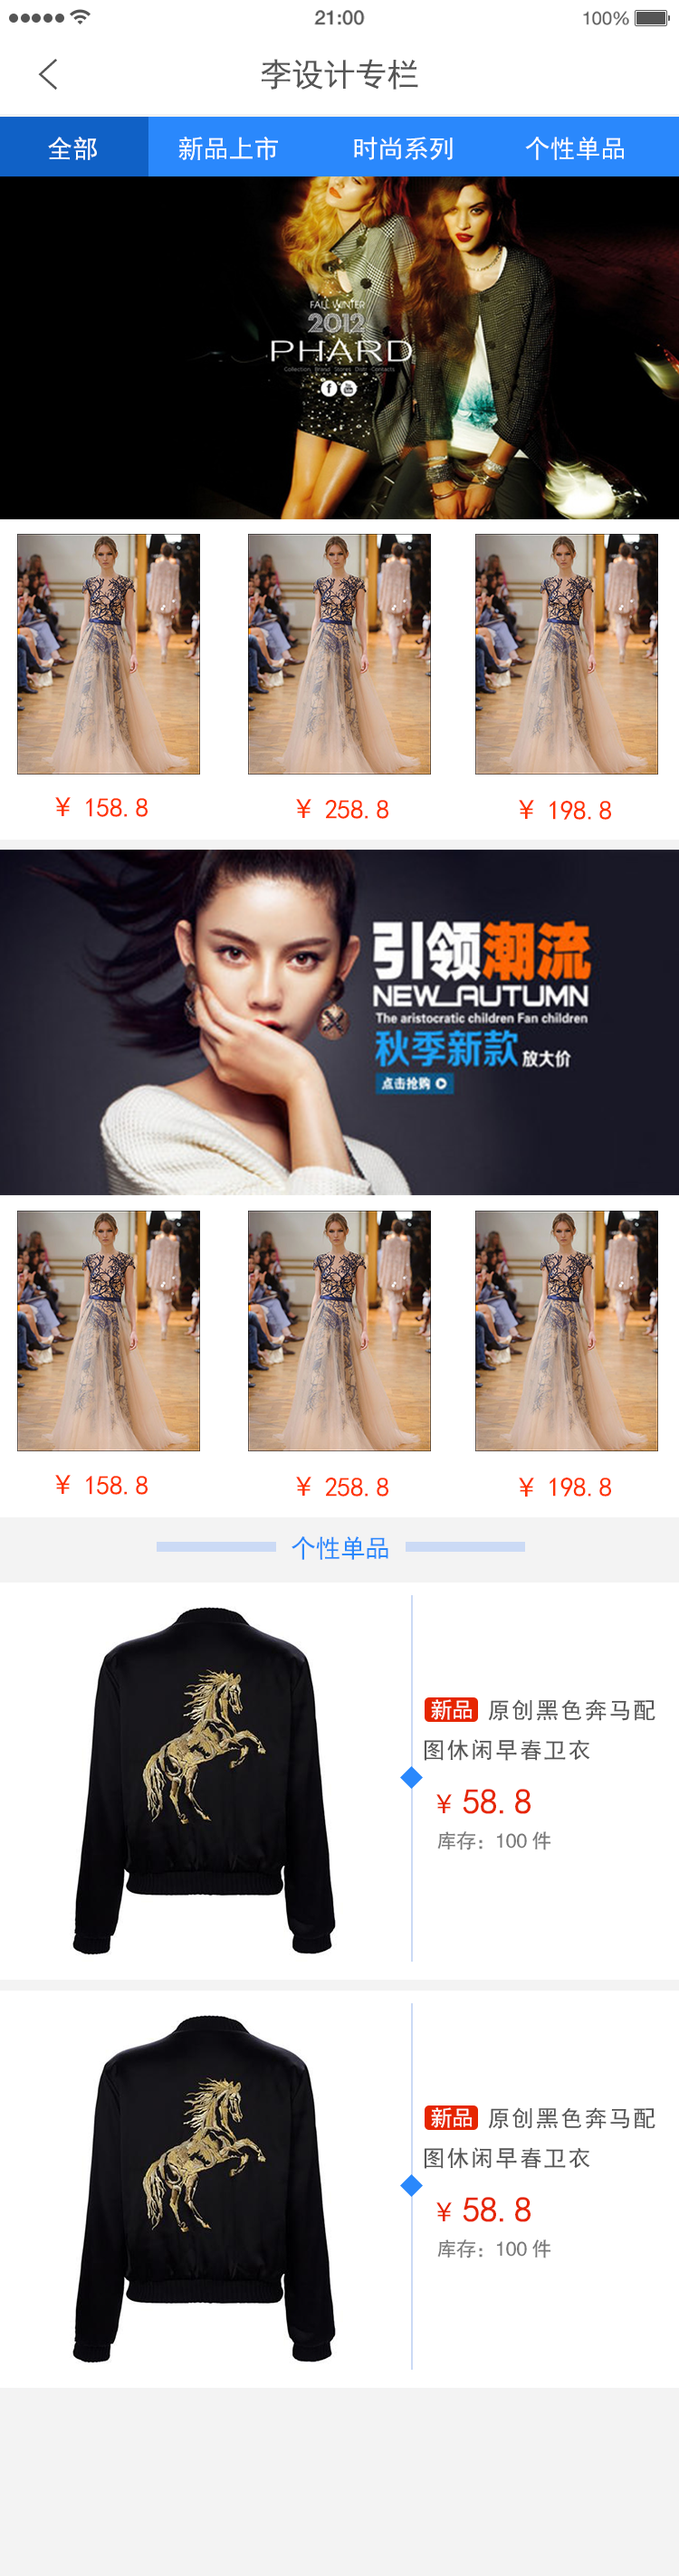 21:00
100%
李设计专栏
全部 新品上市 时尚系列 个性单品
FALL WINTER
2012
PHARD
Collection Brand Stores Distr Contacts
f You
¥ 158.8 ¥ 258.8 ¥ 198.8
引领潮流
NEW_AUTUMN
The aristocratic children Fan children
秋季新款 放大价
点击抢购
¥ 158.8 ¥ 258.8 ¥ 198.8
个性单品
新品 原创黑色奔马配
图休闲早春卫衣
¥ 58.8
库存：100 件
新品 原创黑色奔马配
图休闲早春卫衣
¥ 58.8
库存：100 件